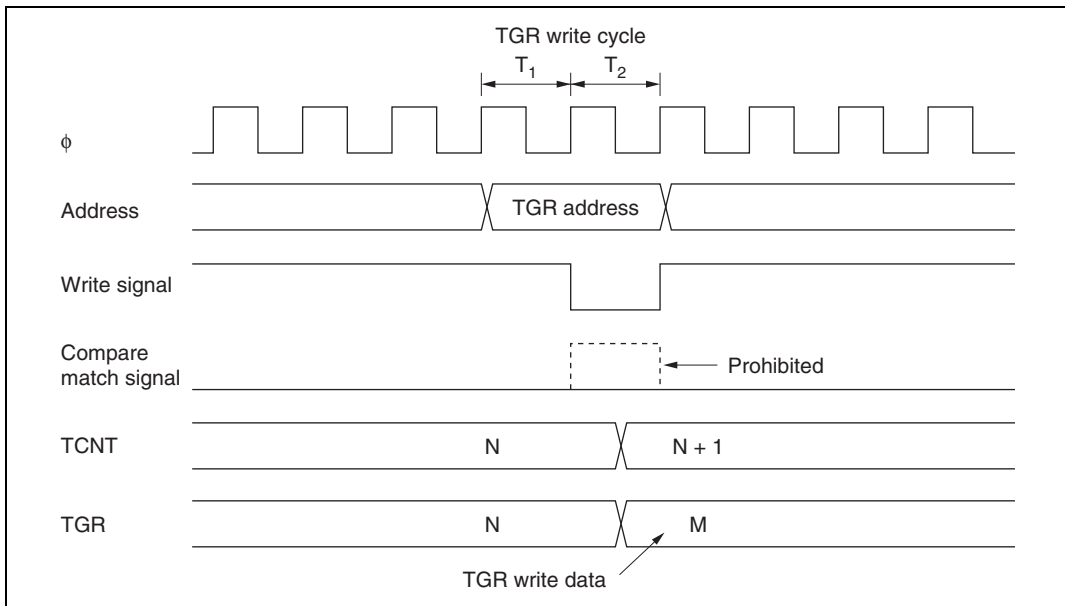 TGR write cycle
T1 T2
ϕ
Address
TGR address
Write signal
Compare
match signal
Prohibited
TCNT
N
N + 1
TGR
N
M
TGR write data